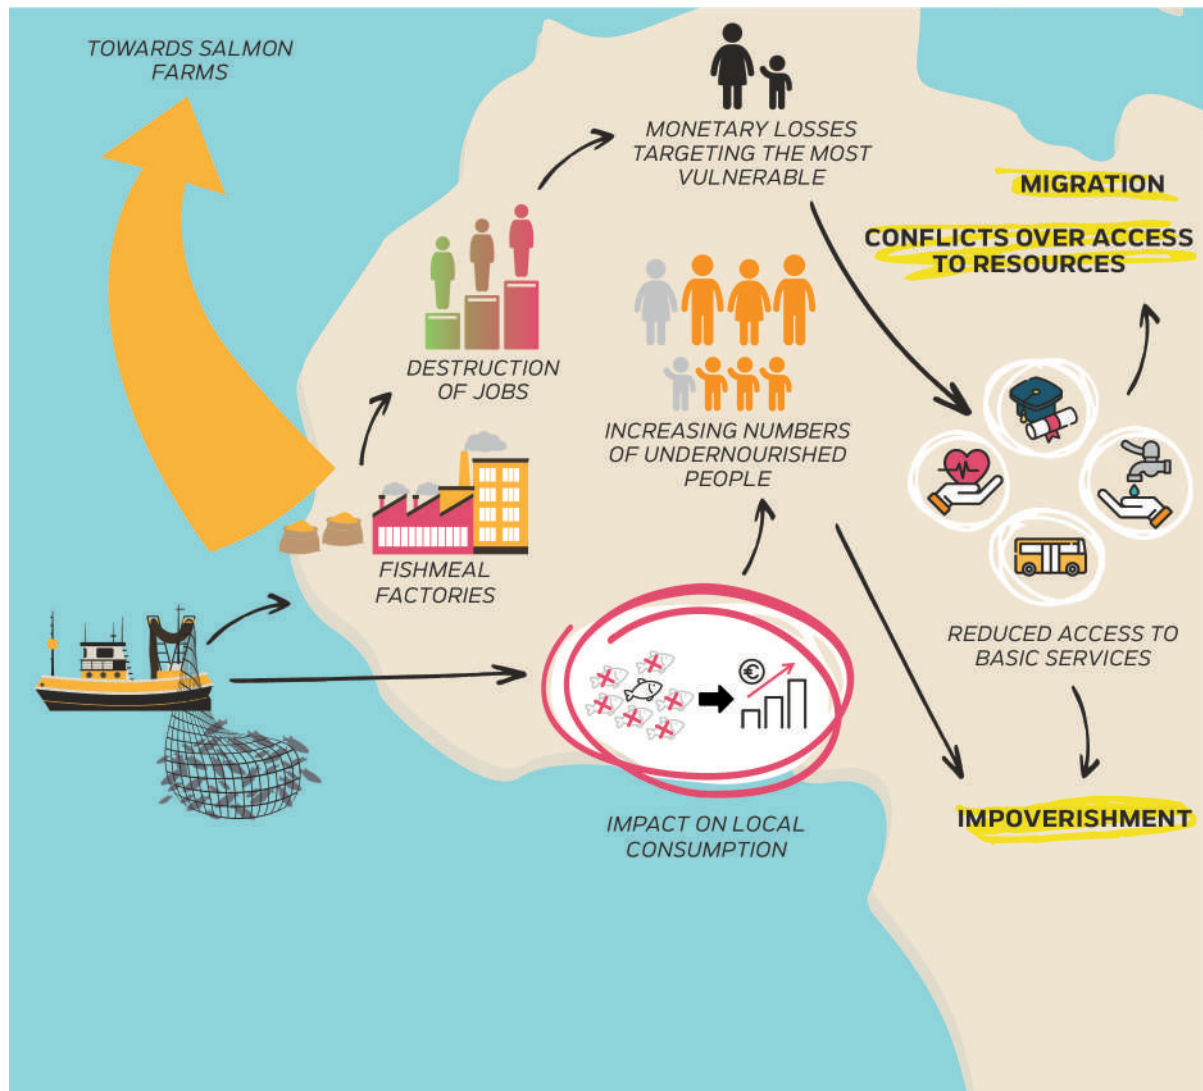 TOWARDS SALMON
FARMS
MONETARY LOSSES
TARGETING THE MOST
VULNERABLE
MIGRATION
CONFLICTS OVER ACCESS
TO RESOURCES
DESTRUCTION
OF JOBS
INCREASING NUMBERS
OF UNDERNOURISHED
PEOPLE
FISHMEAL
FACTORIES
REDUCED ACCESS TO
BASIC SERVICES
€
IMPACT ON LOCAL
CONSUMPTION
IMPOVERISHMENT